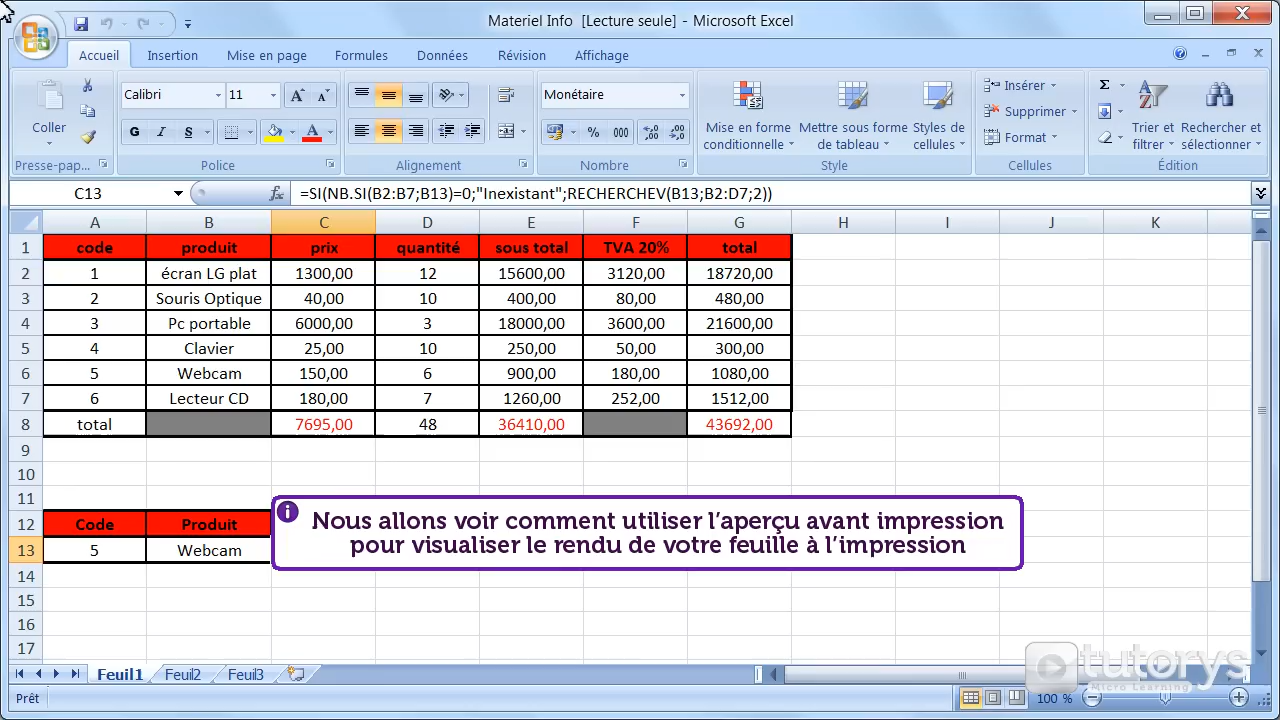 Materiel Info [Lecture seule] - Microsoft Excel
Accueil Insertion Mise en page Formules Données Révision Affichage
Calibri 11 Monétaire Insérer Σ
Coller G I S A % 000 Mise en forme conditionnelle Mettre sous forme de tableau Styles de cellules Supprimer Format Trier et filtrer Rechercher et sélectionner
Presse-pap... Police Alignement Nombre Style Cellules Édition
C13 fx =SI(NB.SI(B2:B7;B13)=0;"Inexistant";RECHERCHEV(B13;B2:D7;2))
A B C D E F G H I J K
1 code produit prix quantité sous total TVA 20% total
2 1 écran LG plat 1300,00 12 15600,00 3120,00 18720,00
3 2 Souris Optique 40,00 10 400,00 80,00 480,00
4 3 Pc portable 6000,00 3 18000,00 3600,00 21600,00
5 4 Clavier 25,00 10 250,00 50,00 300,00
6 5 Webcam 150,00 6 900,00 180,00 1080,00
7 6 Lecteur CD 180,00 7 1260,00 252,00 1512,00
8 total 7695,00 48 36410,00 43692,00
9
10
11
12 Code Produit
13 5 Webcam
Nous allons voir comment utiliser l'aperçu avant impression
pour visualiser le rendu de votre feuille à l'impression
14
15
16
17
Feuil1 Feuil2 Feuil3
tutorys
Micro Learning
Prêt 100 %